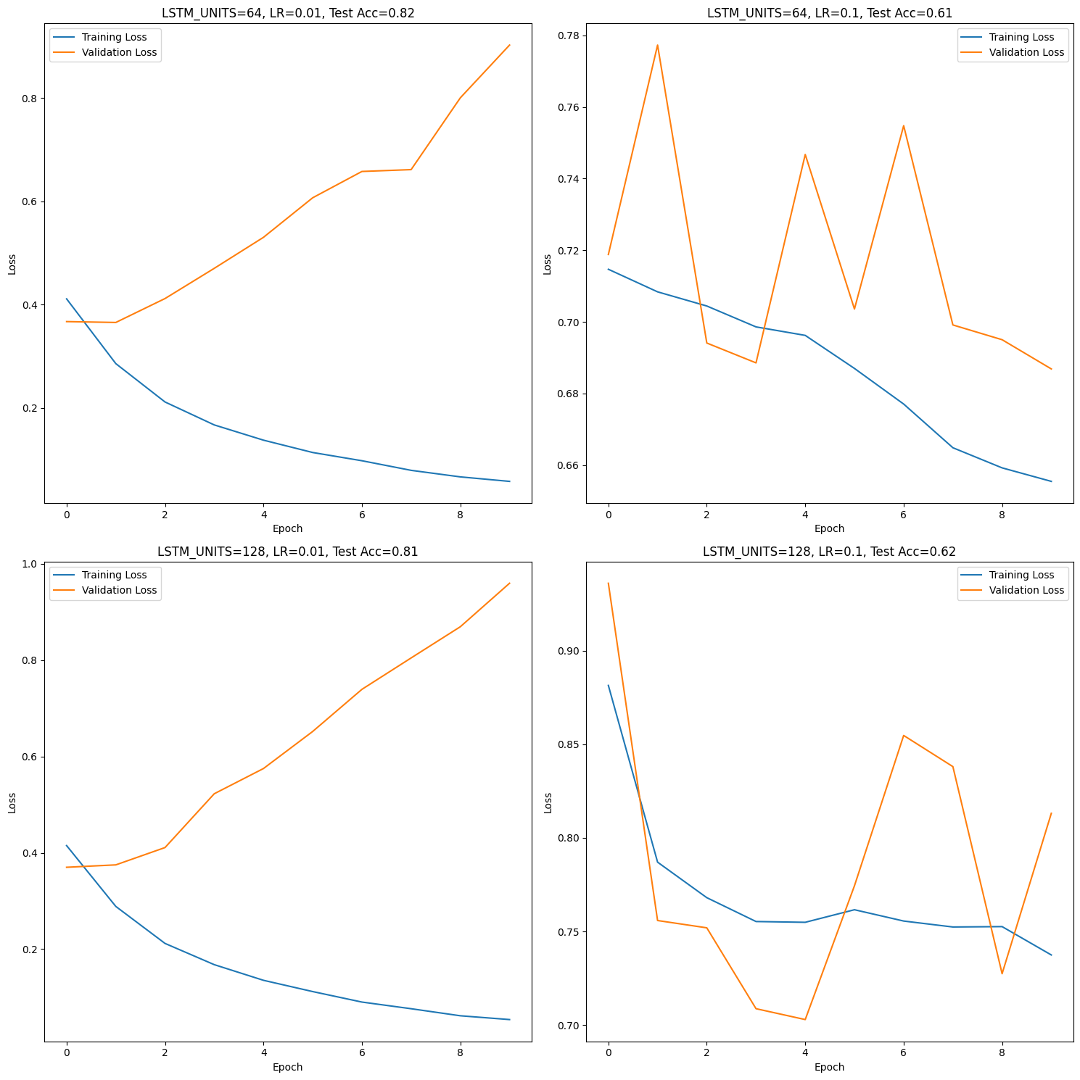 LSTM_UNITS=64, LR=0.01, Test Acc=0.82
Training Loss
Validation Loss
0.8
0.6
0.4
0.2
Loss
0
2
4
6
8
Epoch
LSTM_UNITS=64, LR=0.1, Test Acc=0.61
Training Loss
Validation Loss
0.78
0.76
0.74
0.72
0.70
0.68
0.66
Loss
0
2
4
6
8
Epoch
LSTM_UNITS=128, LR=0.01, Test Acc=0.81
Training Loss
Validation Loss
1.0
0.8
0.6
0.4
0.2
Loss
0
2
4
6
8
Epoch
LSTM_UNITS=128, LR=0.1, Test Acc=0.62
Training Loss
Validation Loss
0.90
0.85
0.80
0.75
0.70
Loss
0
2
4
6
8
Epoch